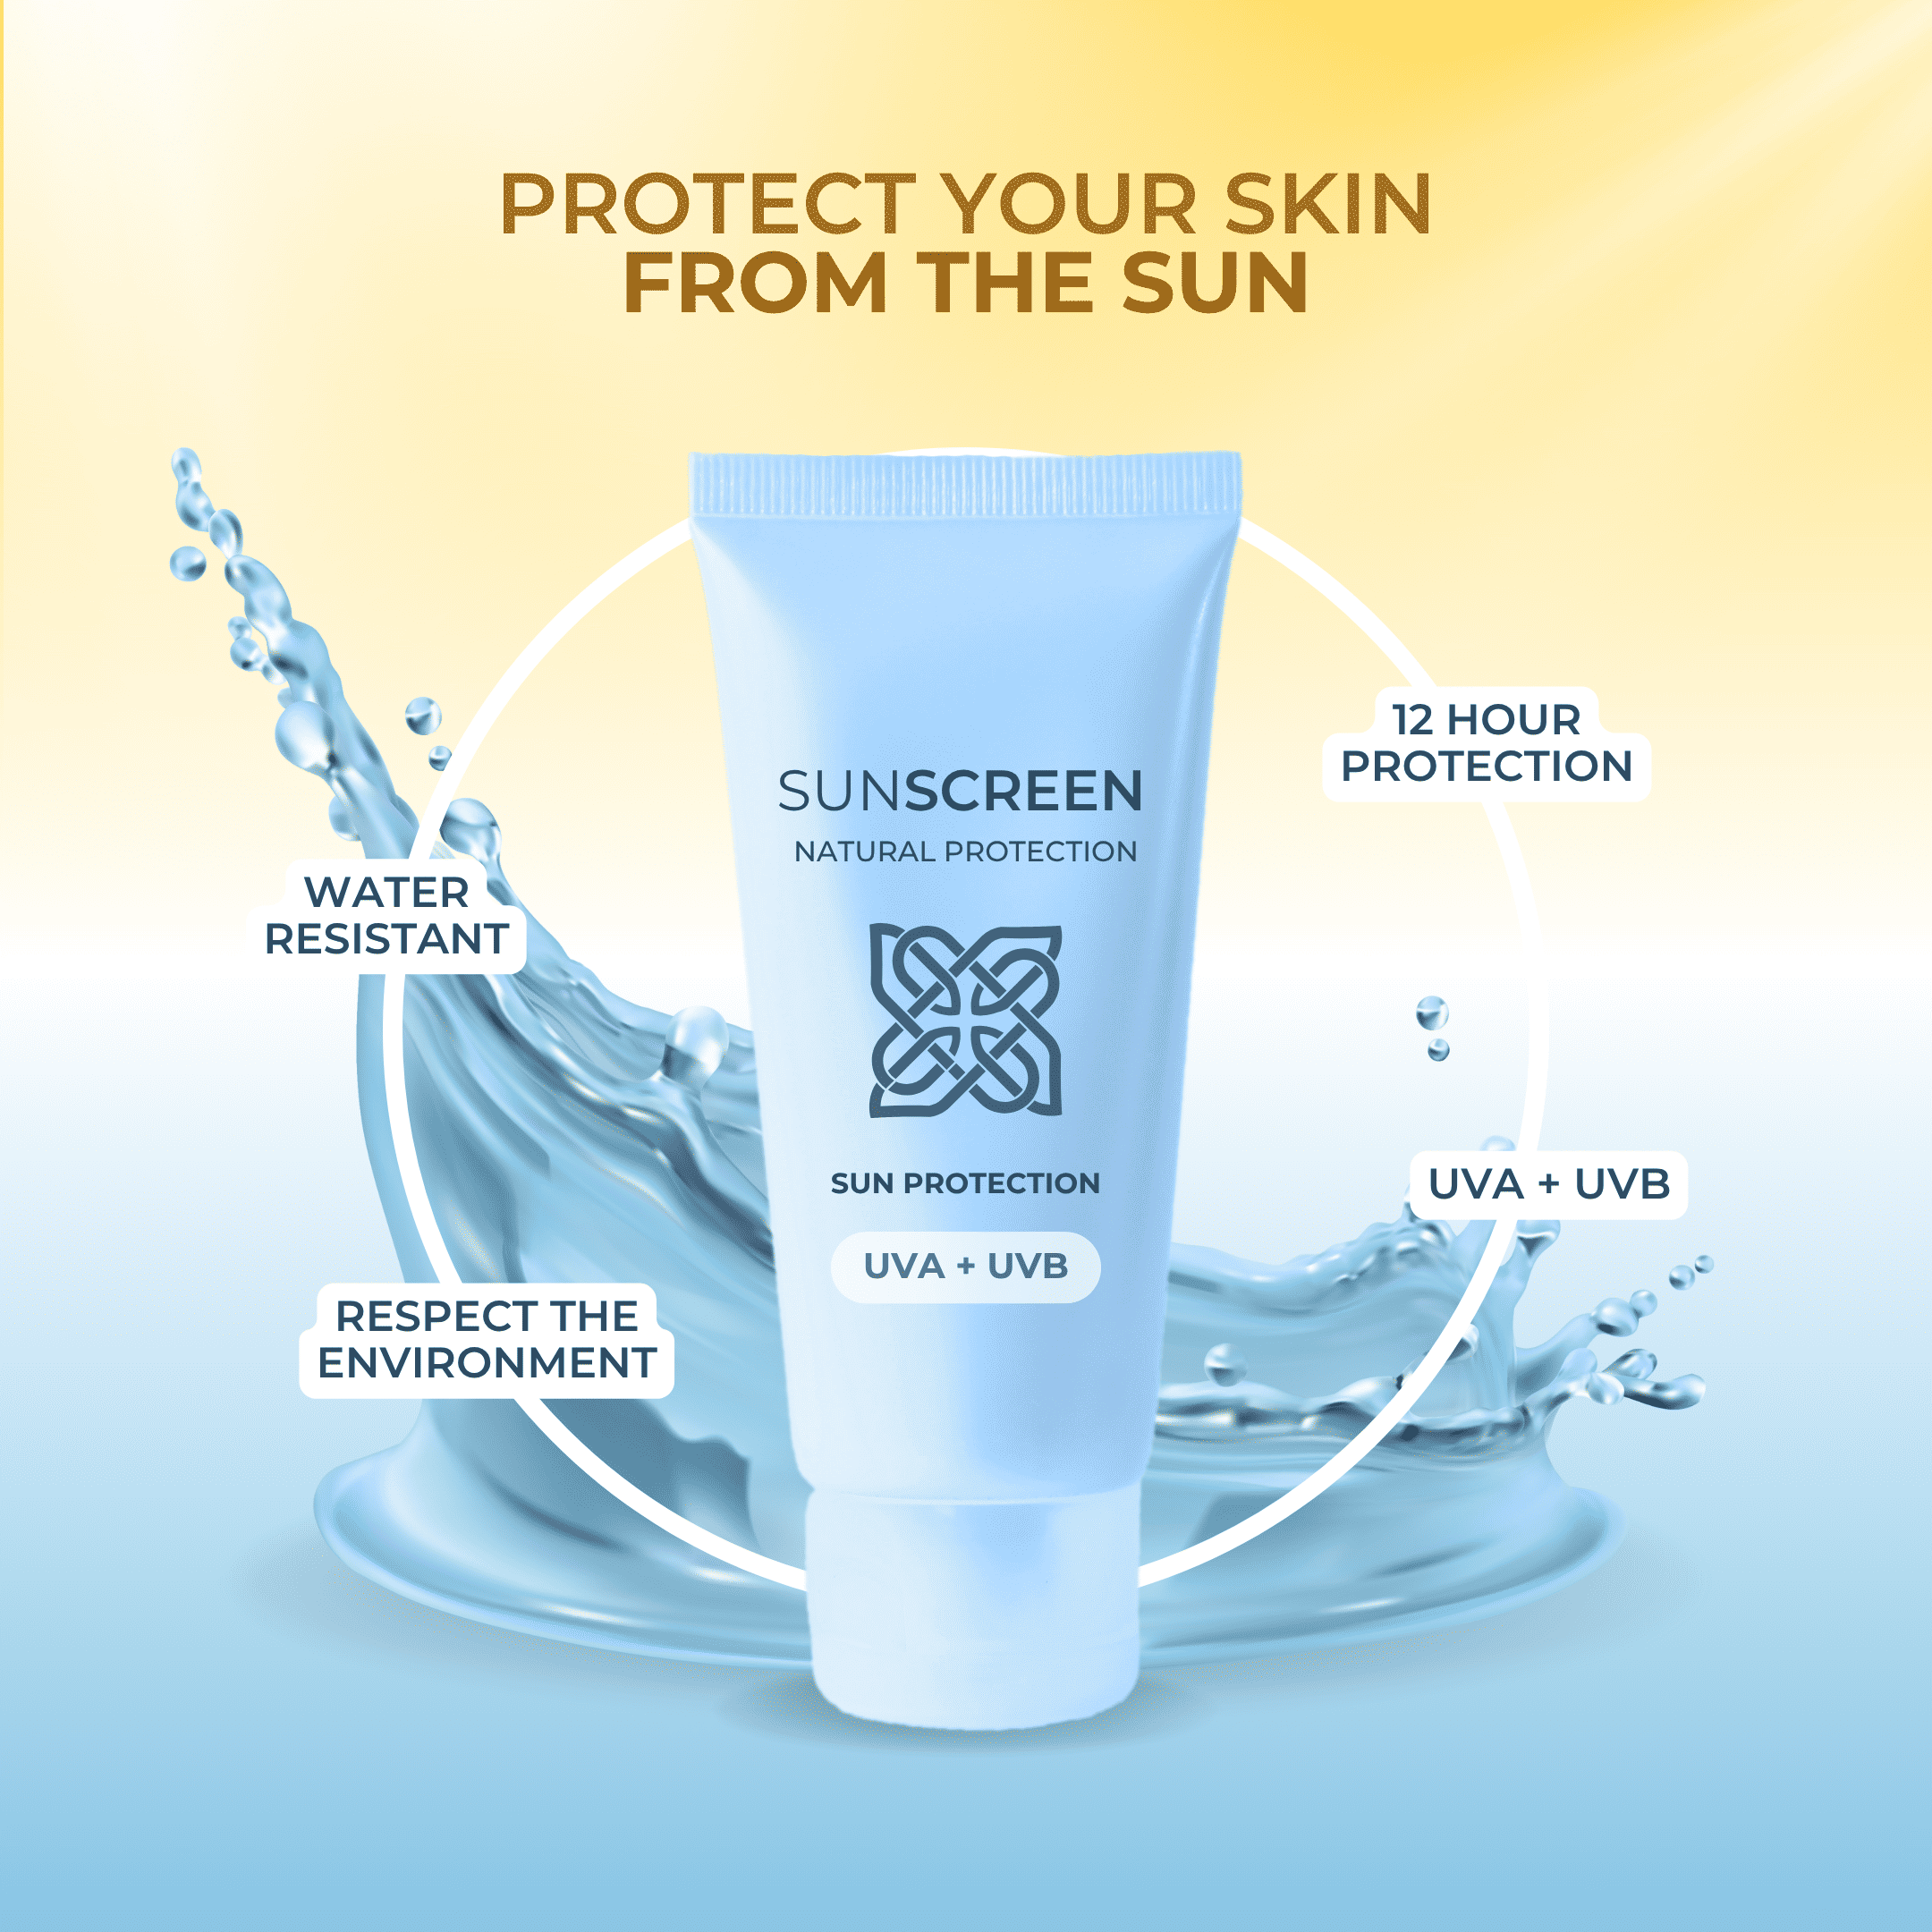 PROTECT YOUR SKIN
FROM THE SUN
SUNSCREEN
NATURAL PROTECTION
SUN PROTECTION
UVA + UVB
12 HOUR
PROTECTION
WATER
RESISTANT
UVA + UVB
RESPECT THE
ENVIRONMENT